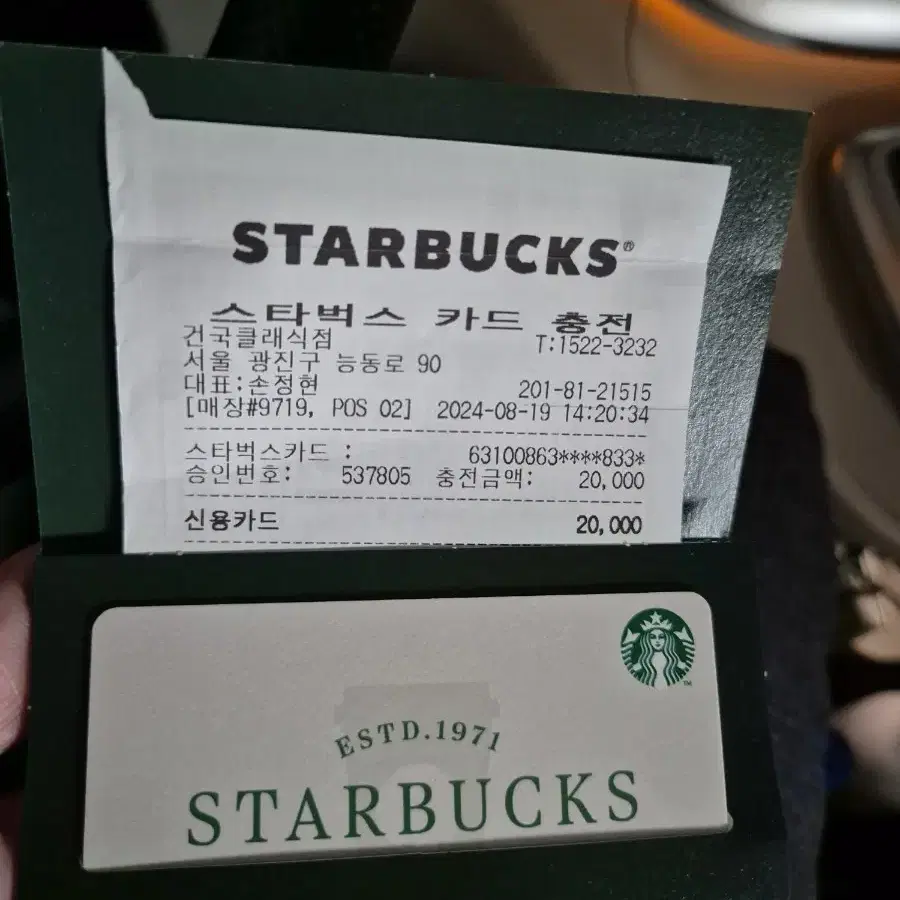 STARBUCKS®
스타벅스 카드 충전
건국클래식점 T:1522-3232
서울 광진구 능동로 90
대표:손정현 201-81-21515
[매장#9719, POS 02] 2024-08-19 14:20:34
스타벅스카드 : 63100863****833*
승인번호: 537805 충전금액: 20,000
신용카드 20,000
TM
ESTD.1971
STARBUCKS